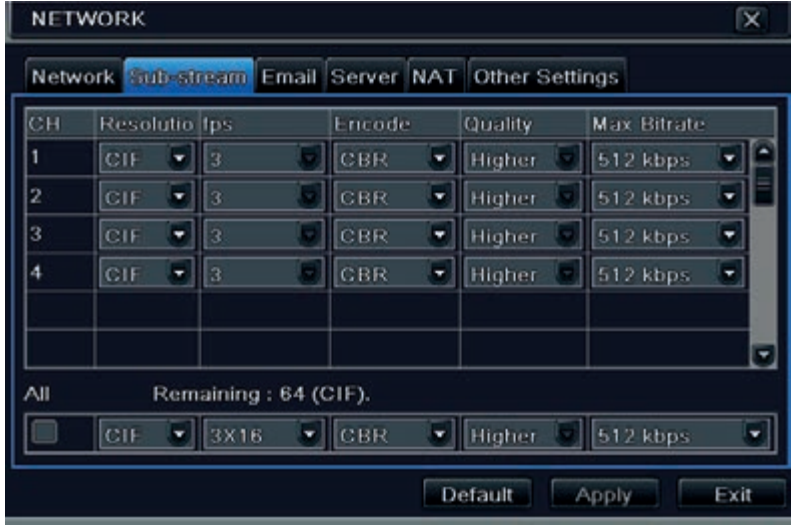 NETWORK
Network Sub-stream Email Server NAT Other Settings
CH Resolutio fps Encode Quality Max Bitrate
1 CIF 3 CBR Higher 512 kbps
2 CIF 3 CBR Higher 512 kbps
3 CIF 3 CBR Higher 512 kbps
4 CIF 3 CBR Higher 512 kbps
All Remaining : 64 (CIF).
CIF 3X16 CBR Higher 512 kbps
Default Apply Exit